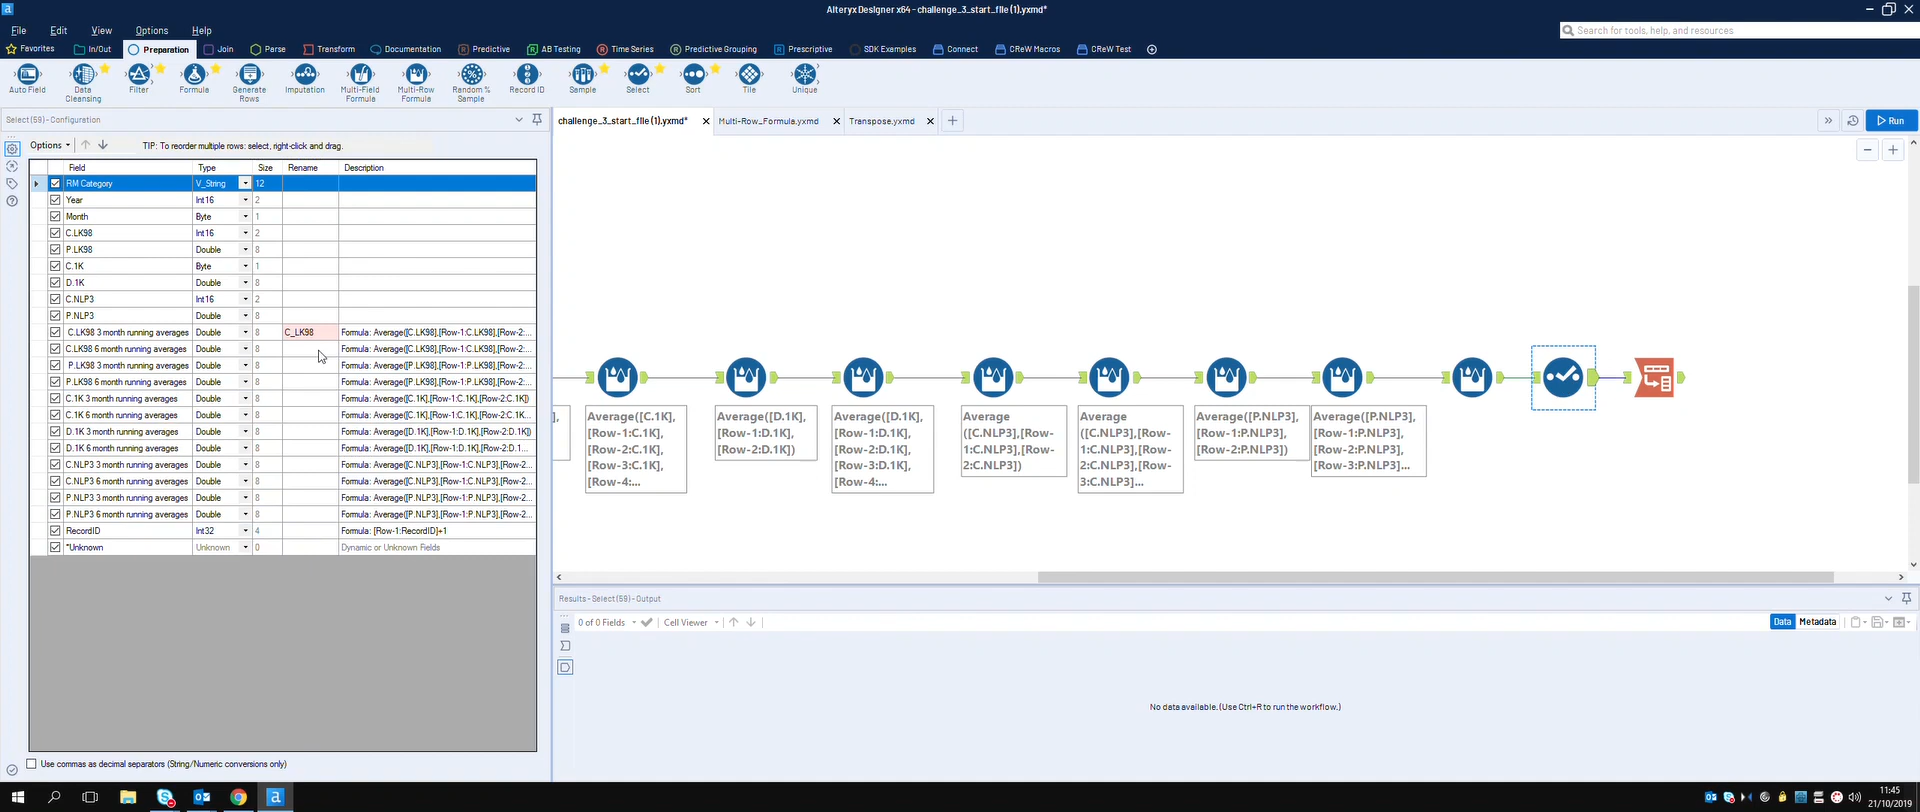 Alteryx Designer x64 - challenge_3_start_file (1).yxmd*
File Edit View Options Help
Search for tools, help, and resources
Favorites In/Out Preparation Join Parse Transform Documentation Predictive AB Testing Time Series Predictive Grouping Prescriptive SDK Examples Connect CReW Macros CReW Test
Auto Field
Data Cleansing
Filter
Formula
Generate Rows
Imputation
Multi-Field Formula
Multi-Row Formula
Random % Sample
Record ID
Sample
Select
Sort
Tile
Unique
Select (59) - Configuration
challenge_3_start_file (1).yxmd* Multi-Row_Formula.yxmd Transpose.yxmd
Run
Options TIP: To reorder multiple rows: select, right-click and drag.
Field Type Size Rename Description
RM Category V_String 12
Year Int16 2
Month Byte 1
C.LK98 Int16 2
P.LK98 Double 8
C.1K Byte 1
D.1K Double 8
C.NLP3 Int16 2
P.NLP3 Double 8
C.LK98 3 month running averages Double 8 C_LK98 Formula: Average([C.LK98],[Row-1:C.LK98],[Row-2:...
C.LK98 6 month running averages Double 8 Formula: Average([C.LK98],[Row-1:C.LK98],[Row-2:...
P.LK98 3 month running averages Double 8 Formula: Average([P.LK98],[Row-1:P.LK98],[Row-2:...
P.LK98 6 month running averages Double 8 Formula: Average([P.LK98],[Row-1:P.LK98],[Row-2:...
C.1K 3 month running averages Double 8 Formula: Average([C.1K],[Row-1:C.1K],[Row-2:C.1K])
C.1K 6 month running averages Double 8 Formula: Average([C.1K],[Row-1:C.1K],[Row-2:C.1K...
D.1K 3 month running averages Double 8 Formula: Average([D.1K],[Row-1:D.1K],[Row-2:D.1K])
D.1K 6 month running averages Double 8 Formula: Average([D.1K],[Row-1:D.1K],[Row-2:D.1...
C.NLP3 3 month running averages Double 8 Formula: Average([C.NLP3],[Row-1:C.NLP3],[Row-2...
C.NLP3 6 month running averages Double 8 Formula: Average([C.NLP3],[Row-1:C.NLP3],[Row-2...
P.NLP3 3 month running averages Double 8 Formula: Average([P.NLP3],[Row-1:P.NLP3],[Row-2...
P.NLP3 6 month running averages Double 8 Formula: Average([P.NLP3],[Row-1:P.NLP3],[Row-2...
RecordID Int32 4 Formula: [Row-1:RecordID]+1
*Unknown Unknown 0 Dynamic or Unknown Fields
Use commas as decimal separators (String/Numeric conversions only)
],
Average([C.1K],
[Row-1:C.1K],
[Row-2:C.1K],
[Row-3:C.1K],
[Row-4:...
Average([D.1K],
[Row-1:D.1K],
[Row-2:D.1K])
Average([D.1K],
[Row-1:D.1K],
[Row-2:D.1K],
[Row-3:D.1K],
[Row-4:...
Average
([C.NLP3],[Row-
1:C.NLP3],[Row-
2:C.NLP3])
Average
([C.NLP3],[Row-
1:C.NLP3],[Row-
2:C.NLP3],[Row-
3:C.NLP3]...
Average([P.NLP3],
[Row-1:P.NLP3],
[Row-2:P.NLP3])
Average([P.NLP3],
[Row-1:P.NLP3],
[Row-2:P.NLP3],
[Row-3:P.NLP3]...
Results - Select (59) - Output
0 of 0 Fields Cell Viewer Data Metadata
No data available. (Use Ctrl+R to run the workflow.)
11:45
21/10/2019